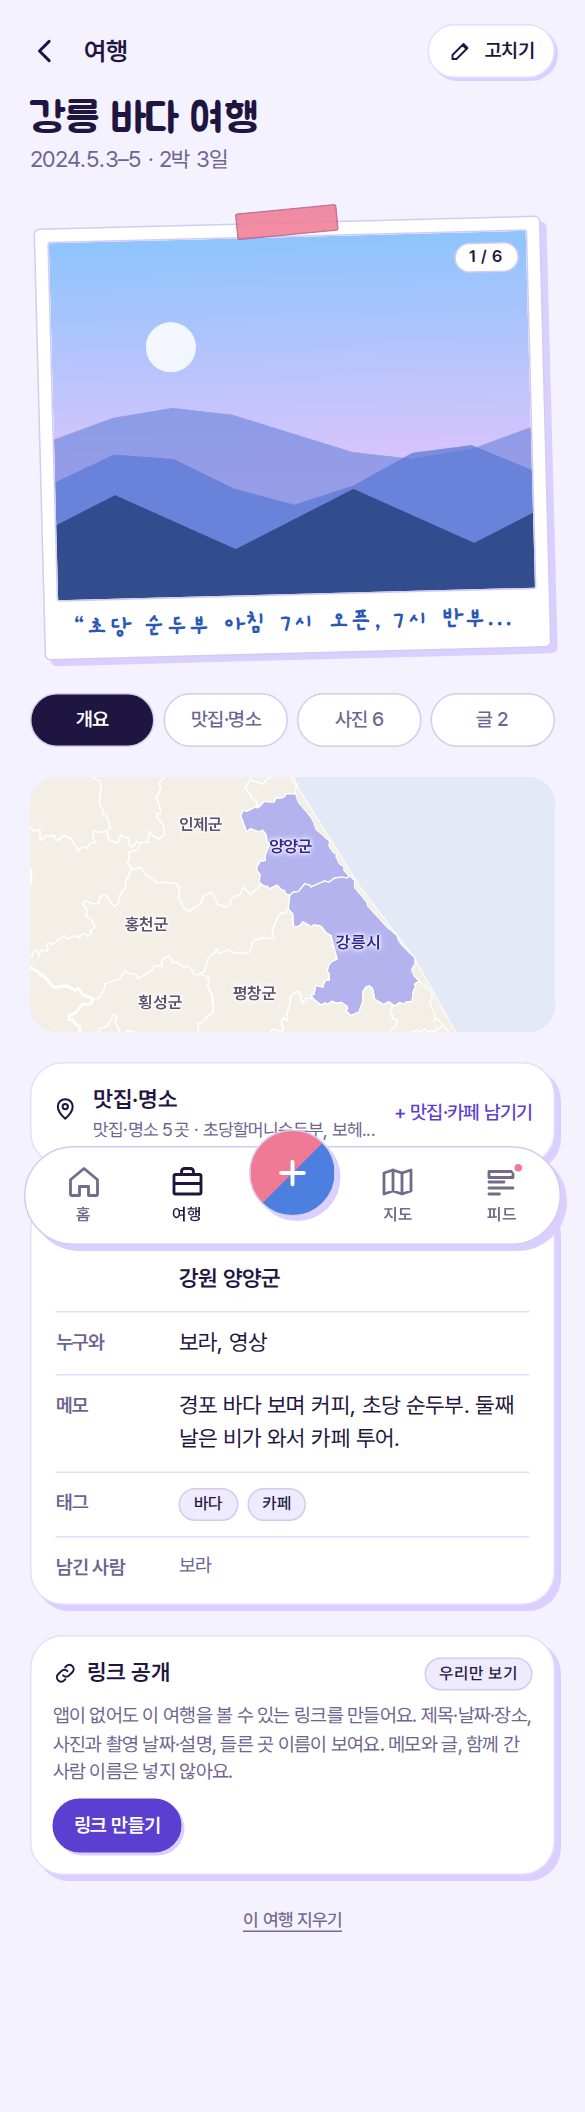 여행
고치기
강릉 바다 여행
2024.5.3–5 · 2박 3일
1 / 6
“초당 순두부 아침 7시 오픈, 7시 반부...
개요
맛집·명소
사진 6
글 2
인제군
양양군
홍천군
강릉시
횡성군
평창군
맛집·명소
+ 맛집·카페 남기기
맛집·명소 5곳 · 초당할머니순두부, 보헤...
홈
여행
지도
피드
강원 양양군
누구와
보라, 영상
메모
경포 바다 보며 커피, 초당 순두부. 둘째
날은 비가 와서 카페 투어.
태그
바다
카페
남긴 사람
보라
링크 공개
우리만 보기
앱이 없어도 이 여행을 볼 수 있는 링크를 만들어요. 제목·날짜·장소,
사진과 촬영 날짜·설명, 들른 곳 이름이 보여요. 메모와 글, 함께 간
사람 이름은 넣지 않아요.
링크 만들기
이 여행 지우기